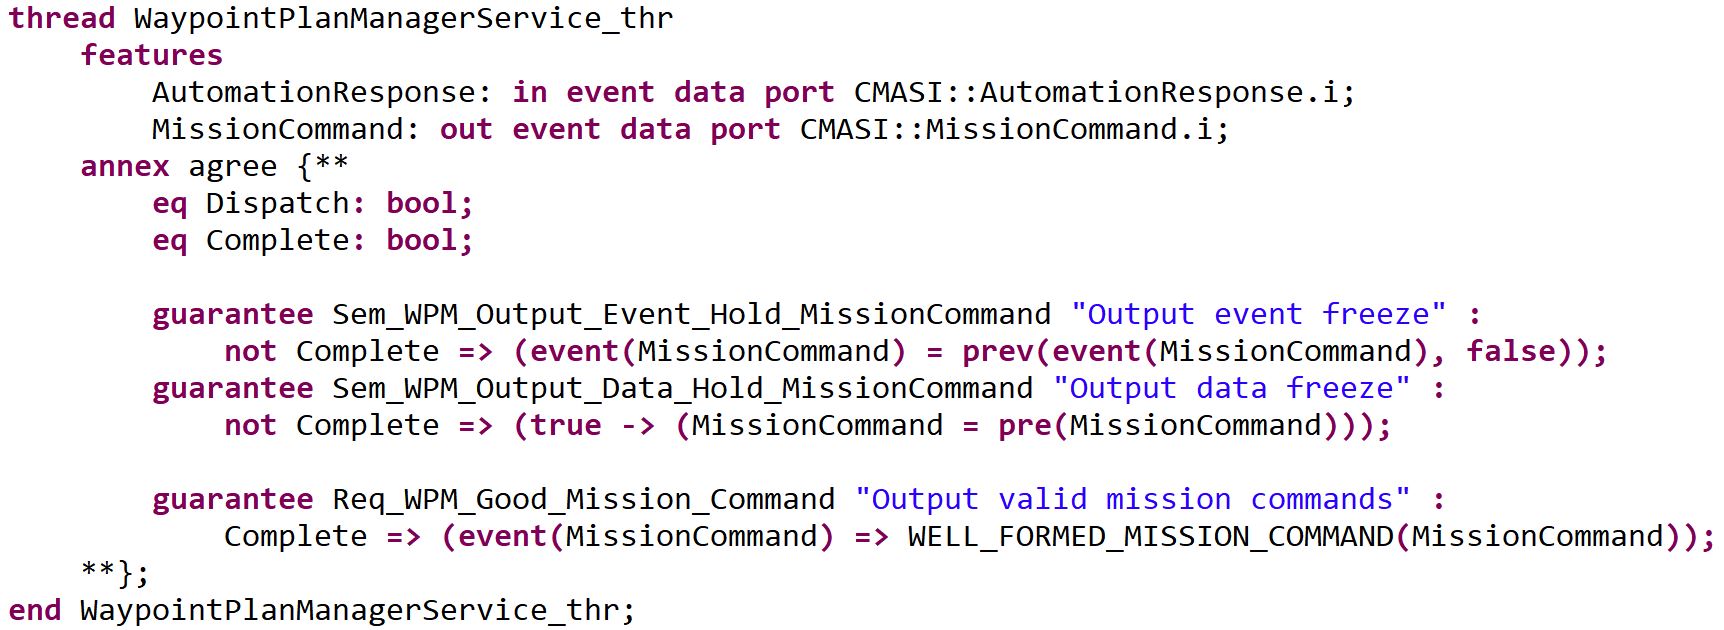 thread WaypointPlanManagerService_thr
features
AutomationResponse: in event data port CMASI::AutomationResponse.i;
MissionCommand: out event data port CMASI::MissionCommand.i;
annex agree {**
eq Dispatch: bool;
eq Complete: bool;
guarantee Sem_WPM_Output_Event_Hold_MissionCommand "Output event freeze" :
not Complete => (event(MissionCommand) = prev(event(MissionCommand), false));
guarantee Sem_WPM_Output_Data_Hold_MissionCommand "Output data freeze" :
not Complete => (true -> (MissionCommand = pre(MissionCommand)));
guarantee Req_WPM_Good_Mission_Command "Output valid mission commands" :
Complete => (event(MissionCommand) => WELL_FORMED_MISSION_COMMAND(MissionCommand));
**};
end WaypointPlanManagerService_thr;